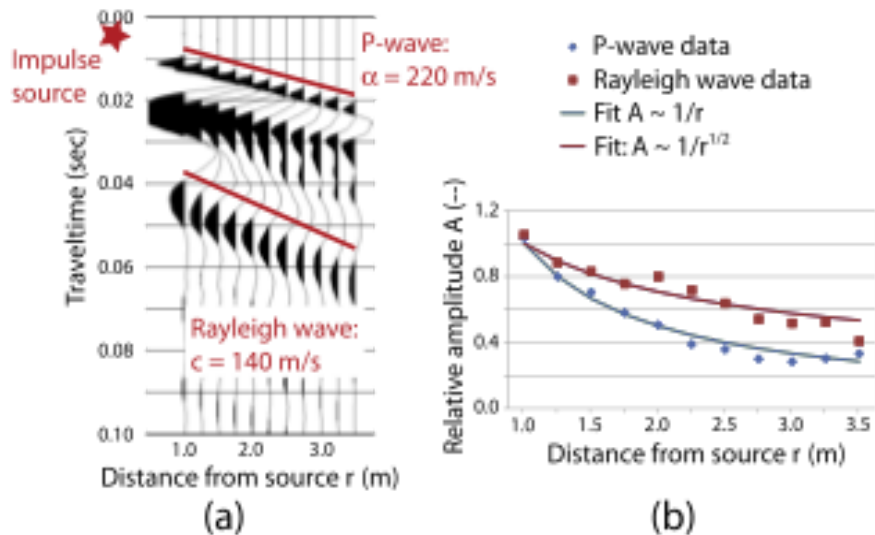 0.00
0.02
0.04
0.06
0.08
0.10
Traveltime (sec)
Impulse
source
P-wave:
α = 220 m/s
Rayleigh wave:
c = 140 m/s
1.0
2.0
3.0
Distance from source r (m)
(a)
P-wave data
Rayleigh wave data
Fit A ~ 1/r
Fit: A ~ 1/r^1/2
Relative amplitude A (--)
1.2
0.8
0.4
0.0
1.0
1.5
2.0
2.5
3.0
3.5
Distance from source r (m)
(b)